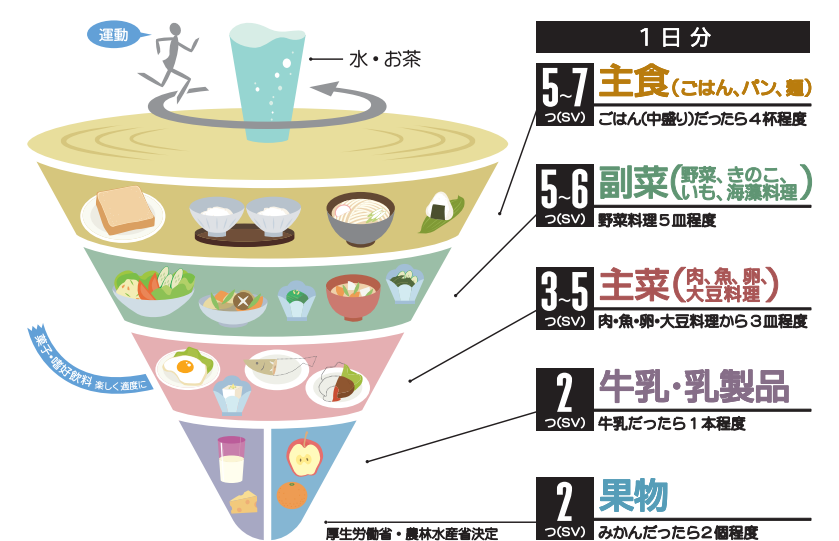 運動
水・お茶
1日分
5~7
つ(SV)
主食(ごはん、パン、麺)
ごはん(中盛り)だったら4杯程度
5~6
つ(SV)
副菜(野菜、きのこ、
いも、海藻料理)
野菜料理5皿程度
3~5
つ(SV)
主菜(肉、魚、卵、
大豆料理)
肉・魚・卵・大豆料理から3皿程度
菓子・嗜好飲料 楽しく適度に
2
つ(SV)
牛乳・乳製品
牛乳だったら1本程度
2
つ(SV)
果物
みかんだったら2個程度
厚生労働省・農林水産省決定